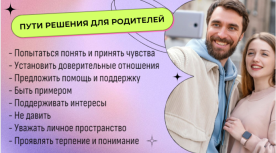 ПУТИ РЕШЕНИЯ ДЛЯ РОДИТЕЛЕЙ
- Попытаться понять и принять чувства
- Установить доверительные отношения
- Предложить помощь и поддержку
- Быть примером
- Поддерживать интересы
- Не давить
- Уважать личное пространство
- Проявлять терпение и понимание